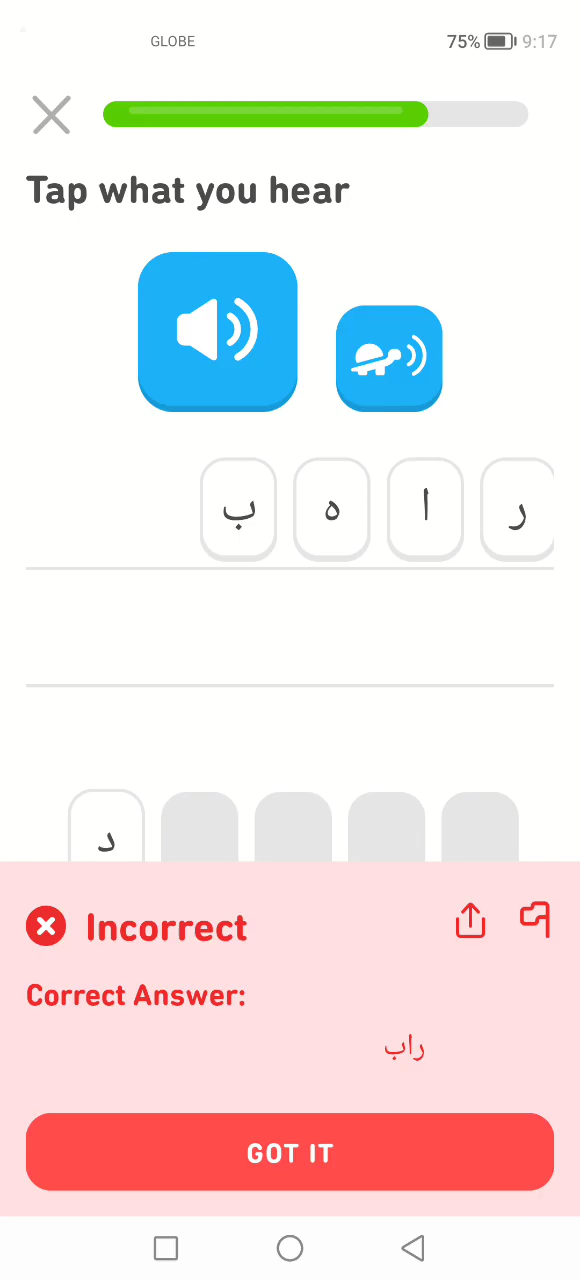 GLOBE 75% 9:17
Tap what you hear
ر ا ه ب
د
Incorrect
Correct Answer:
راب
GOT IT